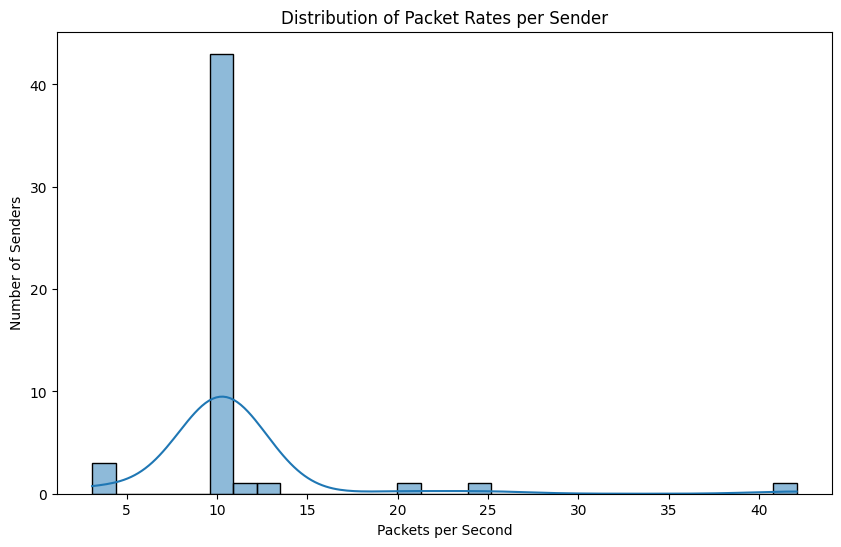 Distribution of Packet Rates per Sender
Number of Senders
40
30
20
10
0
5 10 15 20 25 30 35 40
Packets per Second